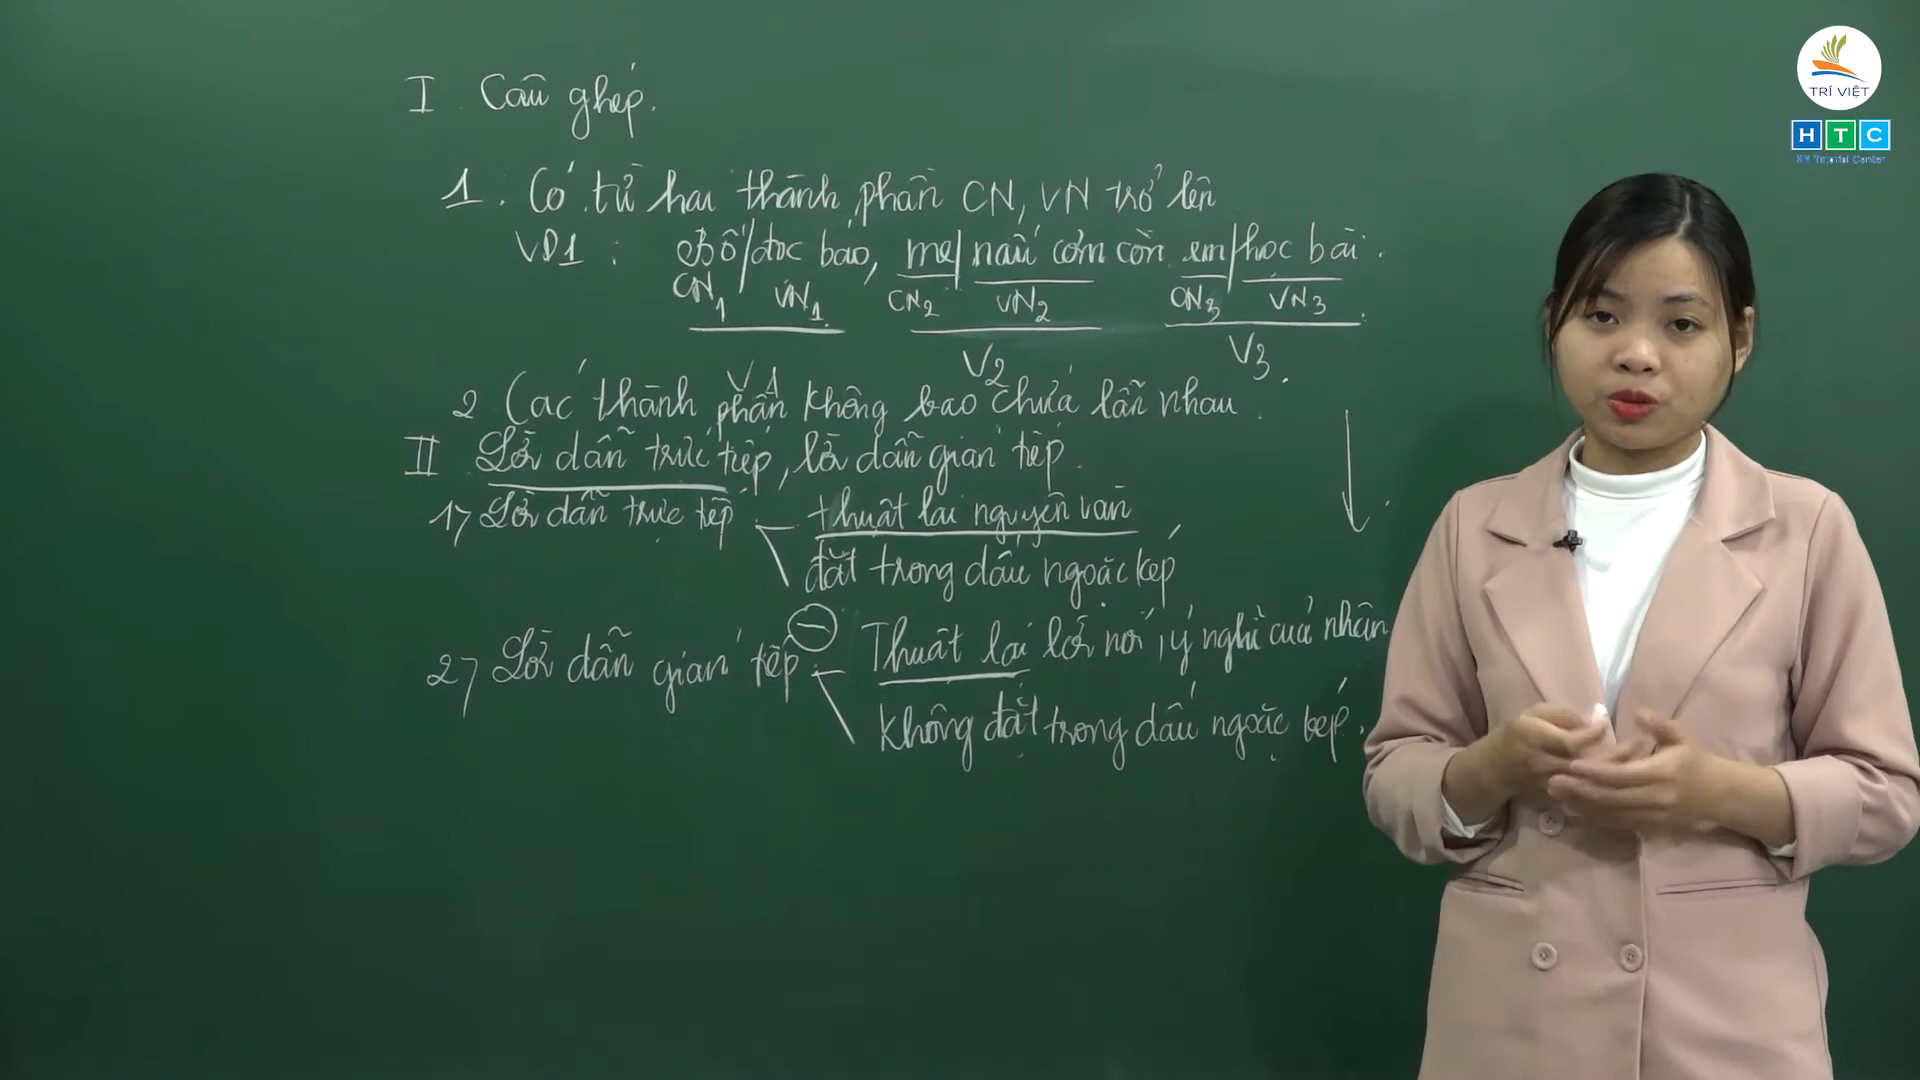 I. Câu ghép.
1. Có từ hai thành phần CN, VN trở lên
VD1: Bố/đọc báo, mẹ/nấu cơm còn em/học bài.
CN1 VN1 CN2 VN2 CN3 VN3
V1 V2 V3
2 Các thành phần không bao chứa lẫn nhau.
II Lời dẫn trực tiếp, lời dẫn gián tiếp.
1) Lời dẫn trực tiếp thuật lại nguyên văn
đặt trong dấu ngoặc kép
2) Lời dẫn gián tiếp Thuật lại lời nói, ý nghĩ của nhân
không đặt trong dấu ngoặc kép.
TRÍ VIỆT
HTC
HN Tutorial Center